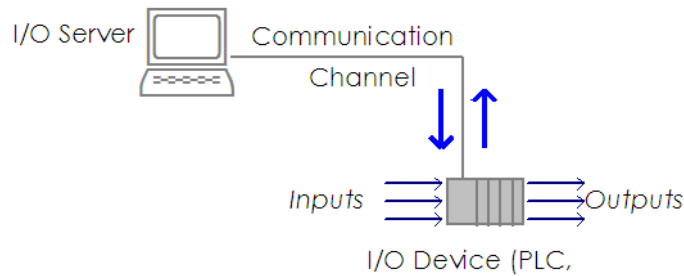 I/O Server
Communication
Channel
Inputs
Outputs
I/O Device (PLC,